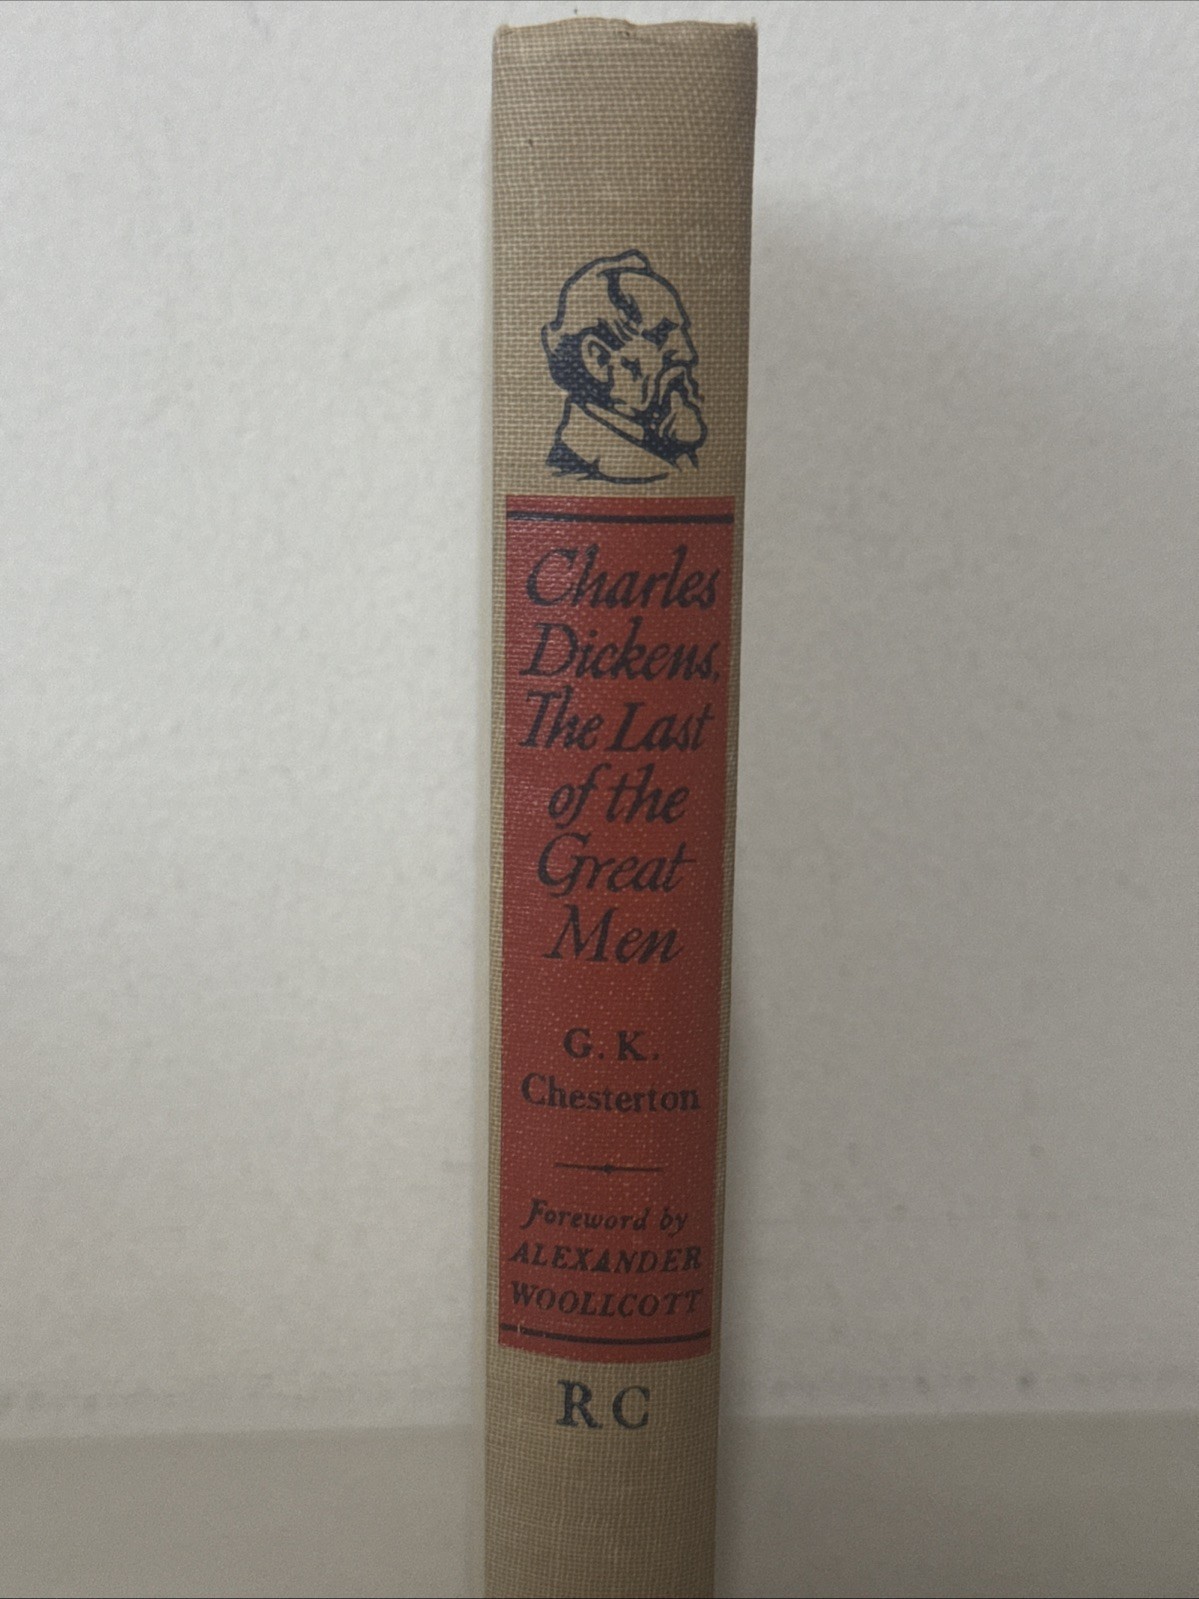 Charles
Dickens,
The Last
of the
Great
Men
G. K.
Chesterton
Foreword by
ALEXANDER
WOOLLCOTT
RC